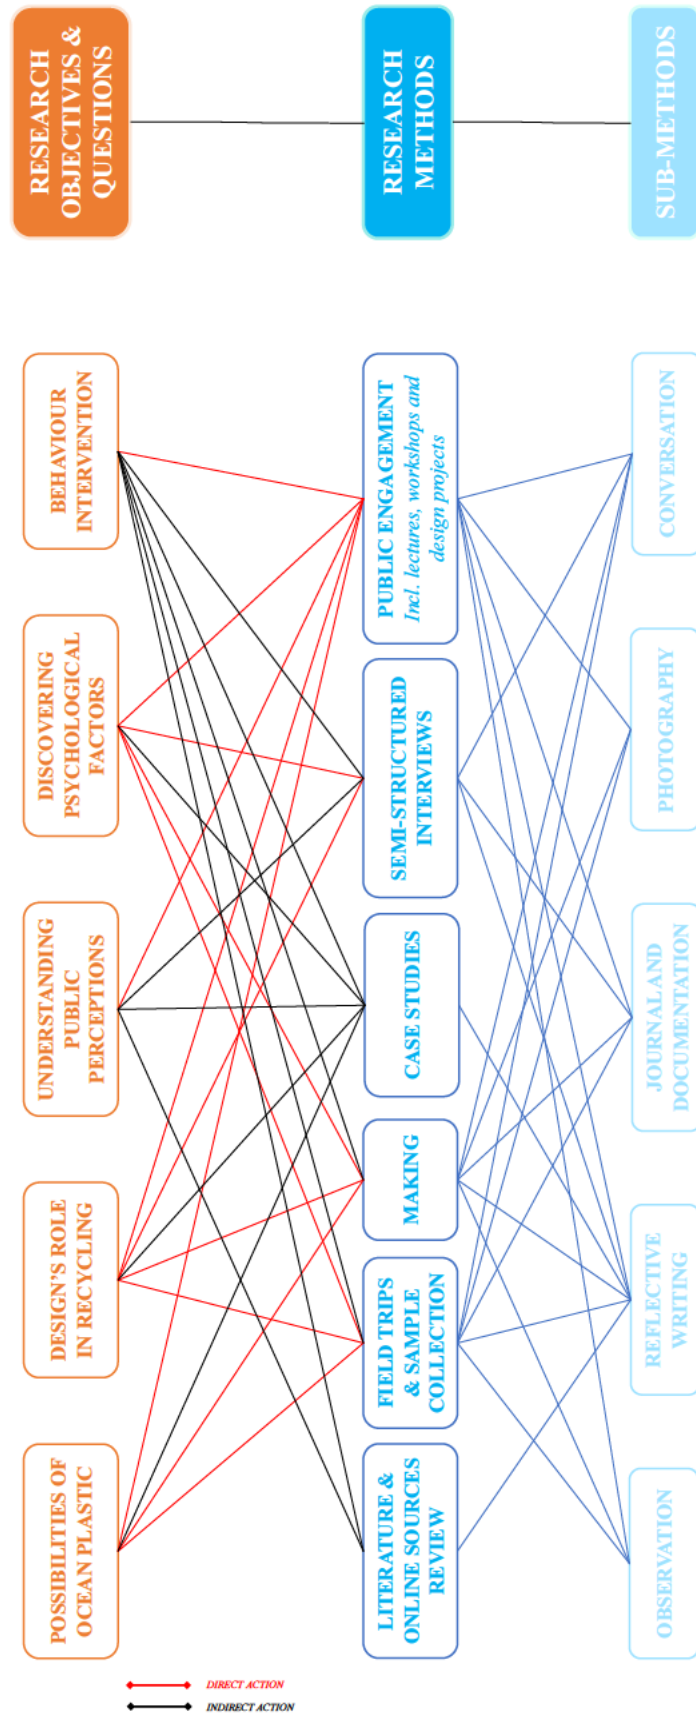 RESEARCH
OBJECTIVES &
QUESTIONS
RESEARCH
METHODS
SUB-METHODS
POSSIBILITIES OF
OCEAN PLASTIC
DESIGN'S ROLE
IN RECYCLING
UNDERSTANDING
PUBLIC
PERCEPTIONS
DISCOVERING
PSYCHOLOGICAL
FACTORS
BEHAVIOUR
INTERVENTION
LITERATURE &
ONLINE SOURCES
REVIEW
FIELD TRIPS
& SAMPLE
COLLECTION
MAKING
CASE STUDIES
SEMI-STRUCTURED
INTERVIEWS
PUBLIC ENGAGEMENT
Incl. lectures, workshops and
design projects
OBSERVATION
REFLECTIVE
WRITING
JOURNAL AND
DOCUMENTATION
PHOTOGRAPHY
CONVERSATION
DIRECT ACTION
INDIRECT ACTION